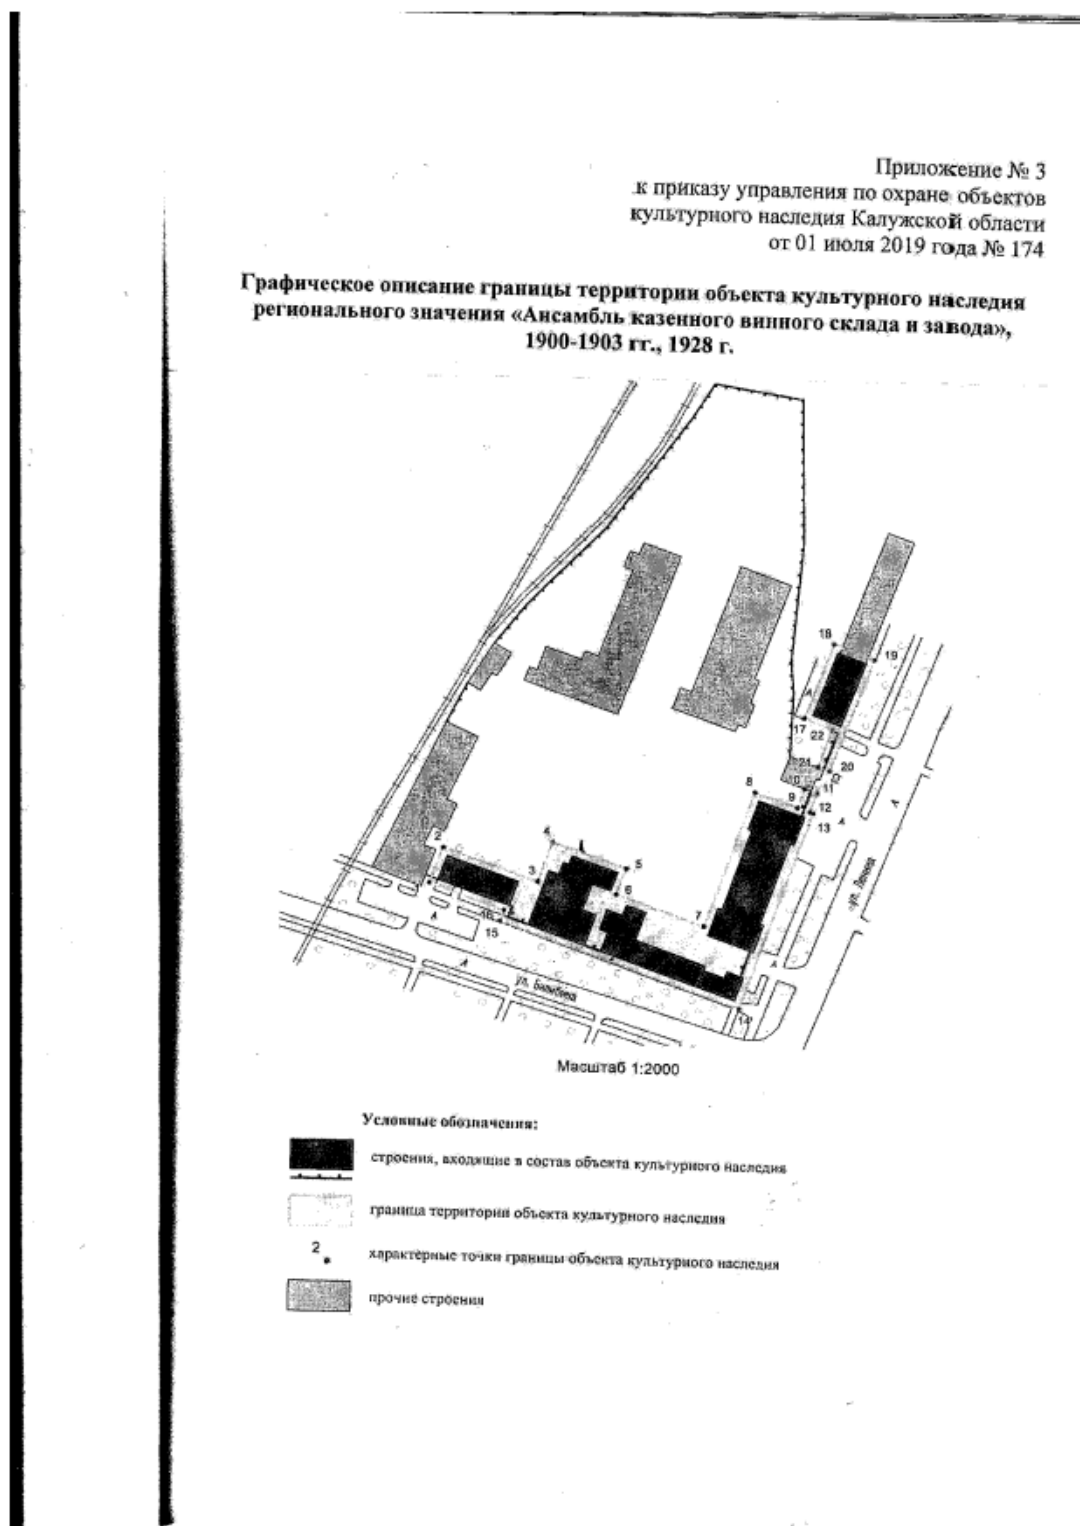 Приложение № 3
к приказу управления по охране объектов
культурного наследия Калужской области
от 01 июля 2019 года № 174
Графическое описание границы территории объекта культурного наследия
регионального значения «Ансамбль казенного винного склада и завода»,
1900-1903 гг., 1928 г.
18
19
А
17
22
21
20
10
11
8
9
12
13
А
А
2
3
4
5
6
7
16
15
А
А
А
14
ул. Ленина
ул. Билибина
Масштаб 1:2000
Условные обозначения:
строения, входящие в состав объекта культурного наследия
граница территории объекта культурного наследия
2
характерные точки границы объекта культурного наследия
прочие строения